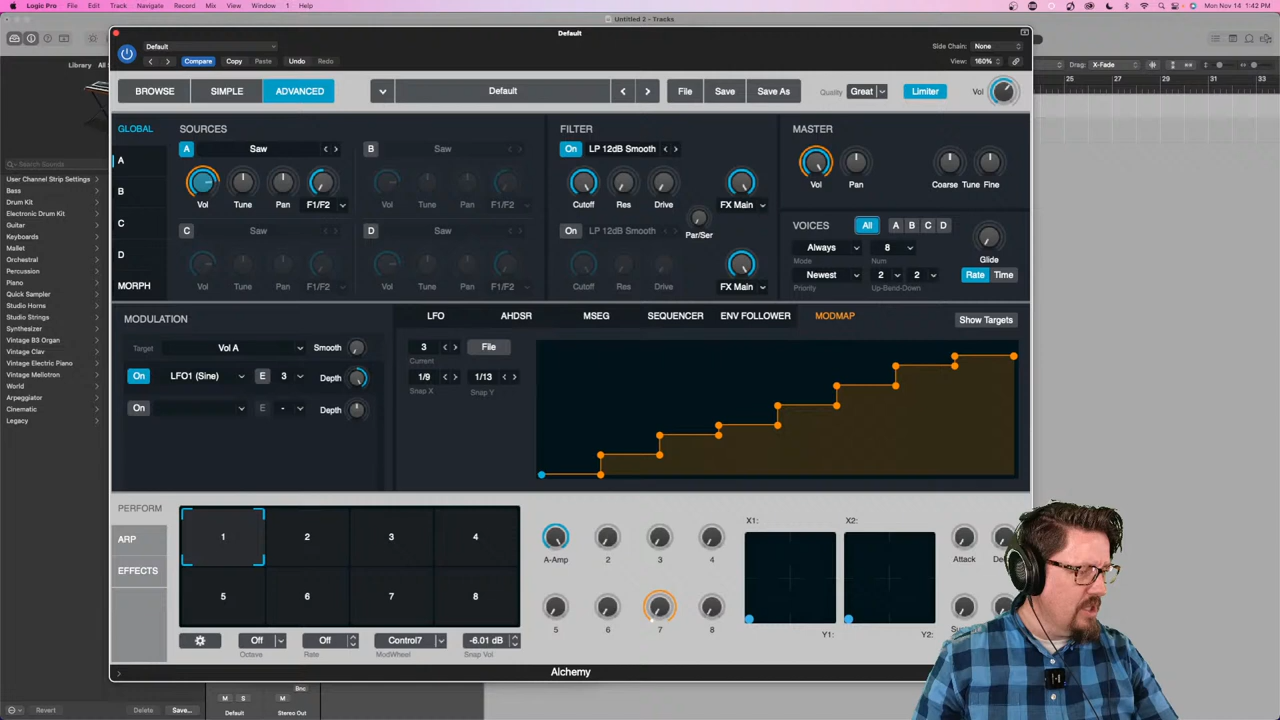 Logic Pro File Edit Track Navigate Record Mix View Window 1 Help Mon Nov 14 1:42 PM
Untitled 2 - Tracks
Default
Default
Side Chain: None
Compare Copy Paste Undo Redo
View: 160%
Library
Drag: X-Fade
25 27 29 31 33
BROWSE SIMPLE ADVANCED
Default
File Save Save As
Quality Great Limiter Vol
GLOBAL
A
B
C
D
MORPH
SOURCES
A Saw
Vol Tune Pan F1/F2
B Saw
Vol Tune Pan F1/F2
C Saw
Vol Tune Pan F1/F2
D Saw
Vol Tune Pan F1/F2
FILTER
On LP 12dB Smooth
Cutoff Res Drive FX Main
Par/Ser
On LP 12dB Smooth
Cutoff Res Drive FX Main
MASTER
Vol Pan Coarse Tune Fine
VOICES All A B C D
Always 8
Mode Num Glide
Newest 2 2 Rate Time
Priority Up-Bend-Down
Search Sounds
User Channel Strip Settings
Bass
Drum Kit
Electronic Drum Kit
Guitar
Keyboards
Mallet
Orchestral
Percussion
Piano
Quick Sampler
Studio Horns
Studio Strings
Synthesizer
Vintage B3 Organ
Vintage Clav
Vintage Electric Piano
Vintage Mellotron
World
Arpeggiator
Cinematic
Legacy
MODULATION
Target Vol A Smooth
On LFO1 (Sine) E 3 Depth
On E - Depth
LFO AHDSR MSEG SEQUENCER ENV FOLLOWER MODMAP Show Targets
3 File
Current
1/9 1/13
Snap X Snap Y
PERFORM
ARP
EFFECTS
1 2 3 4
5 6 7 8
Off Off Control7 -6.01 dB
Octave Rate ModWheel Snap Vol
A-Amp 2 3 4
5 6 7 8
X1: X2:
Y1: Y2:
Attack
Alchemy
Revert Delete Save...
M S M
Bnc
Default Stereo Out